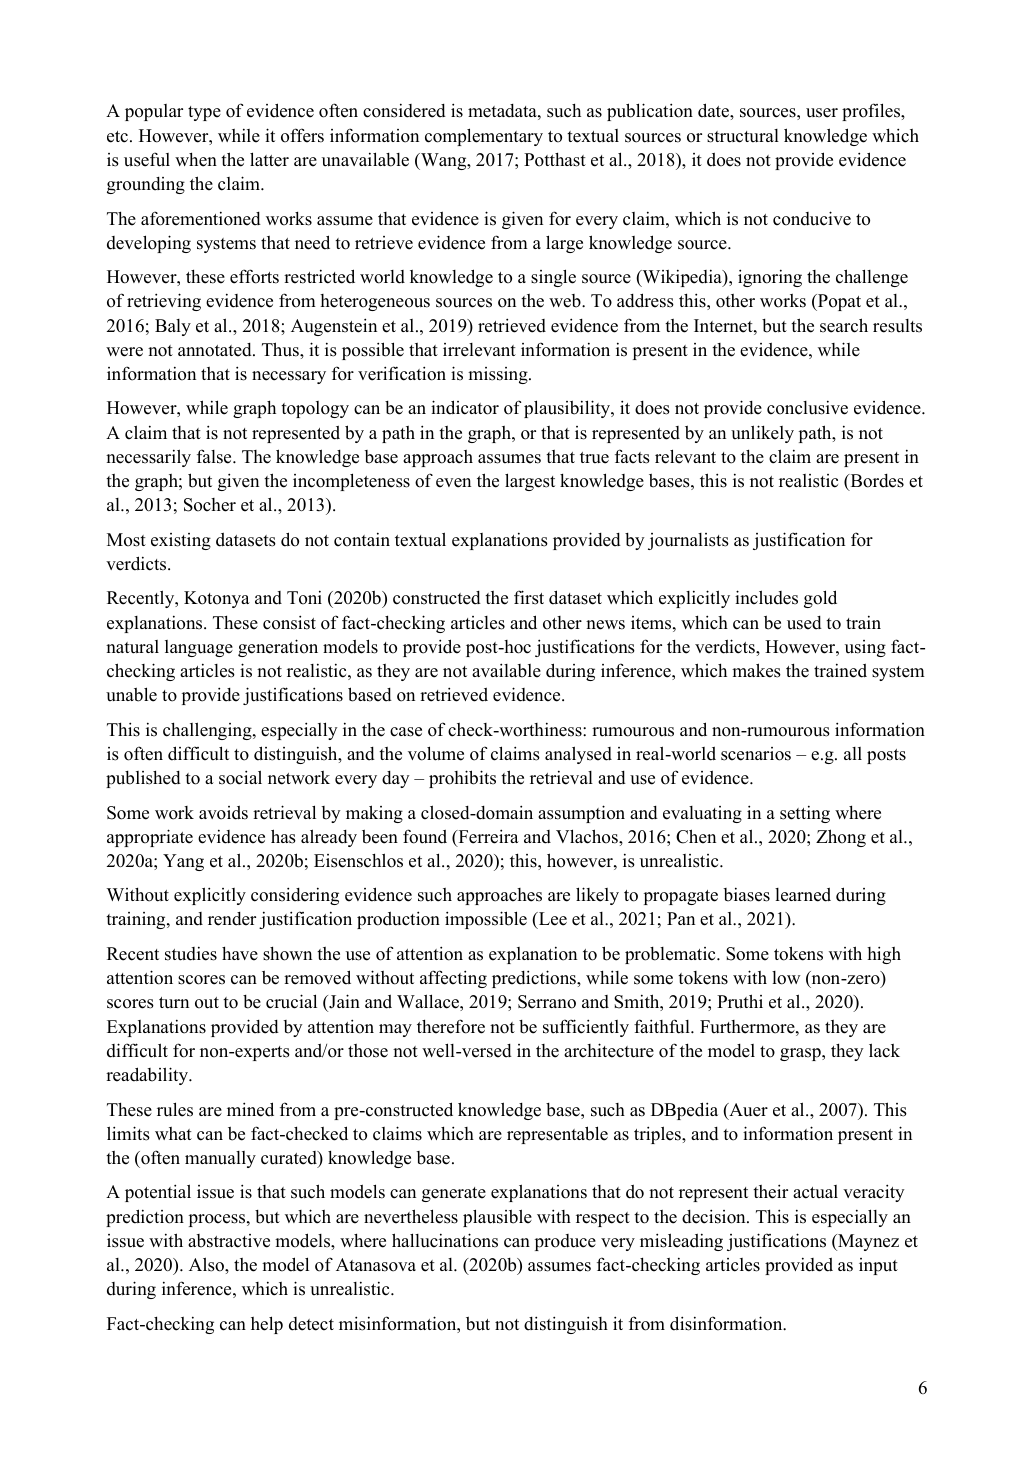 A popular type of evidence often considered is metadata, such as publication date, sources, user profiles,
etc. However, while it offers information complementary to textual sources or structural knowledge which
is useful when the latter are unavailable (Wang, 2017; Potthast et al., 2018), it does not provide evidence
grounding the claim.
The aforementioned works assume that evidence is given for every claim, which is not conducive to
developing systems that need to retrieve evidence from a large knowledge source.
However, these efforts restricted world knowledge to a single source (Wikipedia), ignoring the challenge
of retrieving evidence from heterogeneous sources on the web. To address this, other works (Popat et al.,
2016; Baly et al., 2018; Augenstein et al., 2019) retrieved evidence from the Internet, but the search results
were not annotated. Thus, it is possible that irrelevant information is present in the evidence, while
information that is necessary for verification is missing.
However, while graph topology can be an indicator of plausibility, it does not provide conclusive evidence.
A claim that is not represented by a path in the graph, or that is represented by an unlikely path, is not
necessarily false. The knowledge base approach assumes that true facts relevant to the claim are present in
the graph; but given the incompleteness of even the largest knowledge bases, this is not realistic (Bordes et
al., 2013; Socher et al., 2013).
Most existing datasets do not contain textual explanations provided by journalists as justification for
verdicts.
Recently, Kotonya and Toni (2020b) constructed the first dataset which explicitly includes gold
explanations. These consist of fact-checking articles and other news items, which can be used to train
natural language generation models to provide post-hoc justifications for the verdicts, However, using fact-
checking articles is not realistic, as they are not available during inference, which makes the trained system
unable to provide justifications based on retrieved evidence.
This is challenging, especially in the case of check-worthiness: rumourous and non-rumourous information
is often difficult to distinguish, and the volume of claims analysed in real-world scenarios – e.g. all posts
published to a social network every day – prohibits the retrieval and use of evidence.
Some work avoids retrieval by making a closed-domain assumption and evaluating in a setting where
appropriate evidence has already been found (Ferreira and Vlachos, 2016; Chen et al., 2020; Zhong et al.,
2020a; Yang et al., 2020b; Eisenschlos et al., 2020); this, however, is unrealistic.
Without explicitly considering evidence such approaches are likely to propagate biases learned during
training, and render justification production impossible (Lee et al., 2021; Pan et al., 2021).
Recent studies have shown the use of attention as explanation to be problematic. Some tokens with high
attention scores can be removed without affecting predictions, while some tokens with low (non-zero)
scores turn out to be crucial (Jain and Wallace, 2019; Serrano and Smith, 2019; Pruthi et al., 2020).
Explanations provided by attention may therefore not be sufficiently faithful. Furthermore, as they are
difficult for non-experts and/or those not well-versed in the architecture of the model to grasp, they lack
readability.
These rules are mined from a pre-constructed knowledge base, such as DBpedia (Auer et al., 2007). This
limits what can be fact-checked to claims which are representable as triples, and to information present in
the (often manually curated) knowledge base.
A potential issue is that such models can generate explanations that do not represent their actual veracity
prediction process, but which are nevertheless plausible with respect to the decision. This is especially an
issue with abstractive models, where hallucinations can produce very misleading justifications (Maynez et
al., 2020). Also, the model of Atanasova et al. (2020b) assumes fact-checking articles provided as input
during inference, which is unrealistic.
Fact-checking can help detect misinformation, but not distinguish it from disinformation.
6